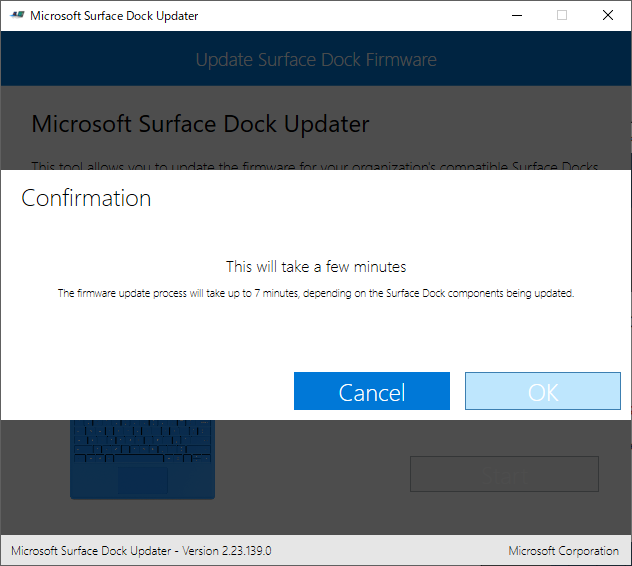 Microsoft Surface Dock Updater
Update Surface Dock Firmware
Microsoft Surface Dock Updater
This tool allows you to update the firmware for your organization's compatible Surface Docks
Confirmation
This will take a few minutes
The firmware update process will take up to 7 minutes, depending on the Surface Dock components being updated.
Cancel
OK
Start
Microsoft Surface Dock Updater - Version 2.23.139.0
Microsoft Corporation